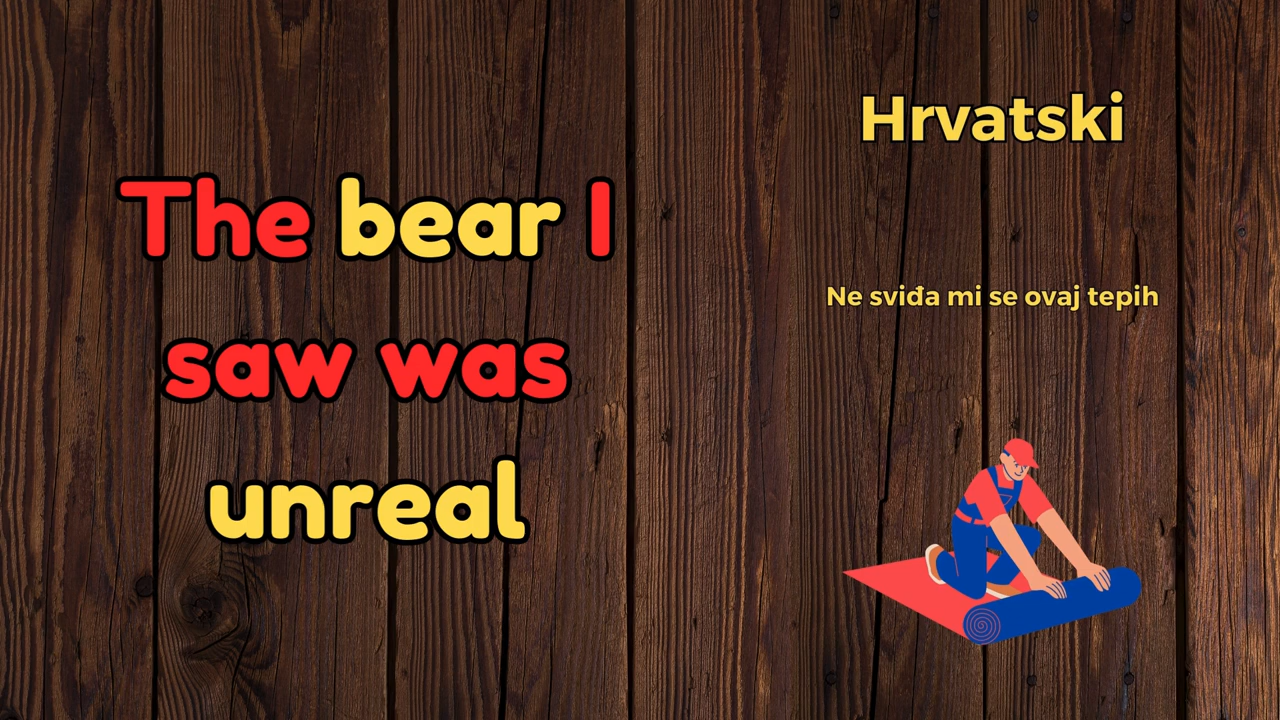 The bear I
saw was
unreal
Hrvatski
Ne sviđa mi se ovaj tepih